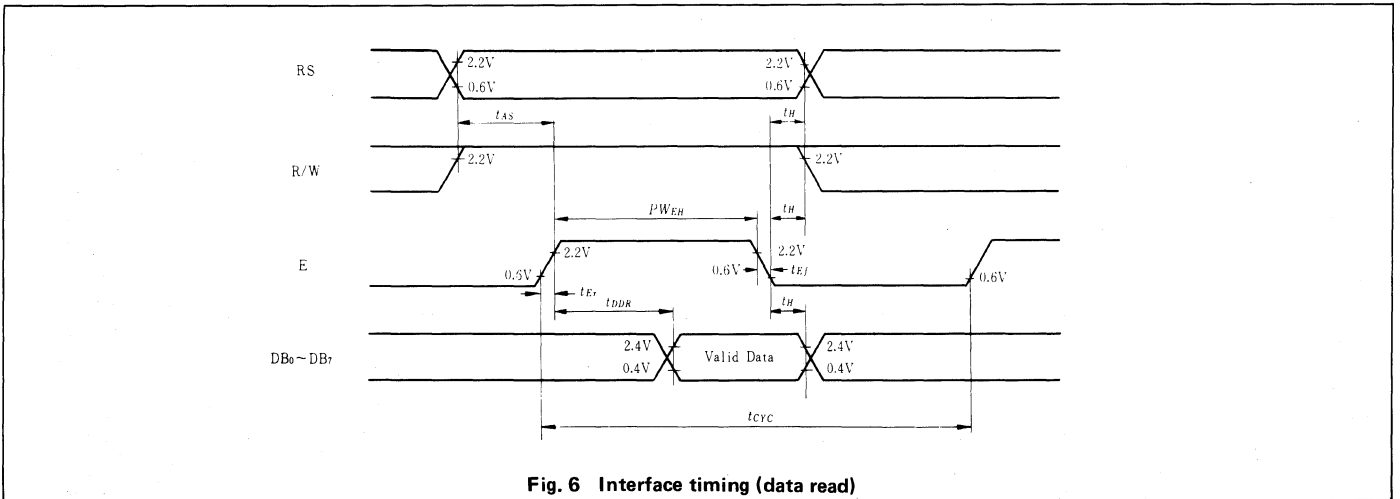 RS
2.2V
0.6V
2.2V
0.6V
tAS
tH
R/W
2.2V
2.2V
PWEH
tH
E
0.6V
2.2V
2.2V
0.6V
tEf
0.6V
tEr
tDDR
tH
DB0~DB7
2.4V
0.4V
Valid Data
2.4V
0.4V
tCYC
Fig. 6 Interface timing (data read)